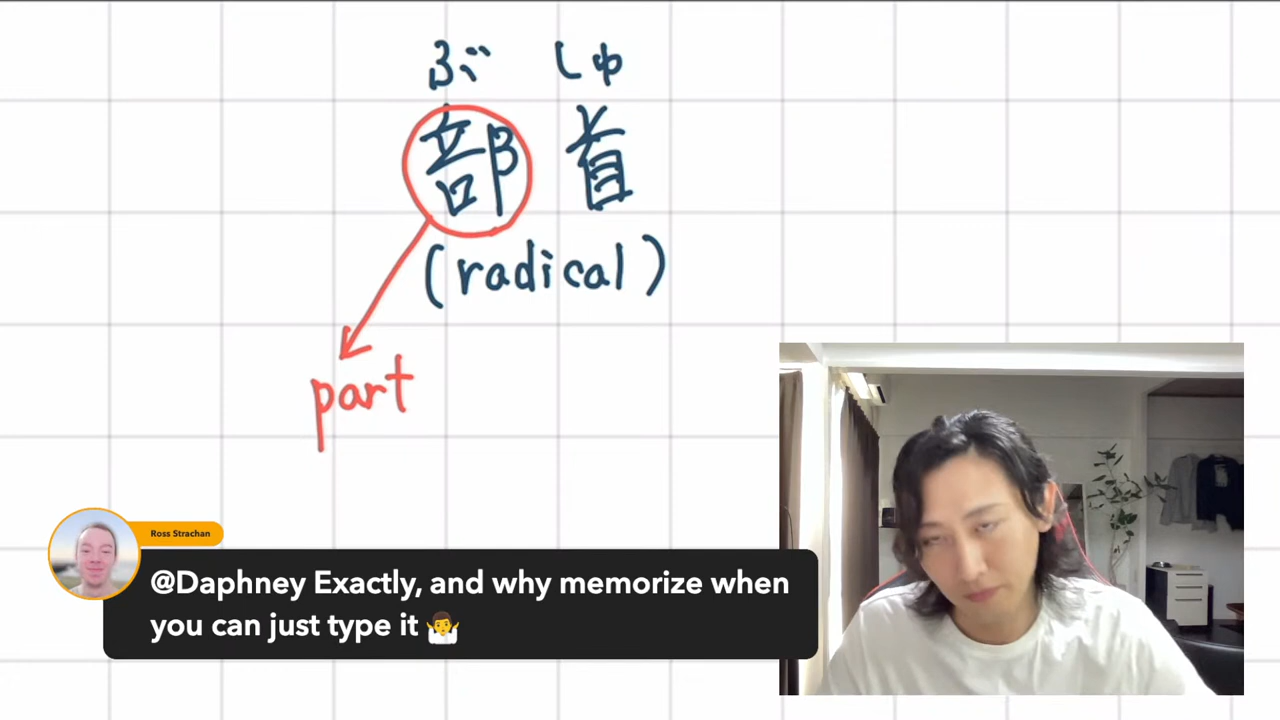 ぶ しゅ
部 首
(radical)
part
Ross Strachan
@Daphney Exactly, and why memorize when
you can just type it 🤷‍♂️